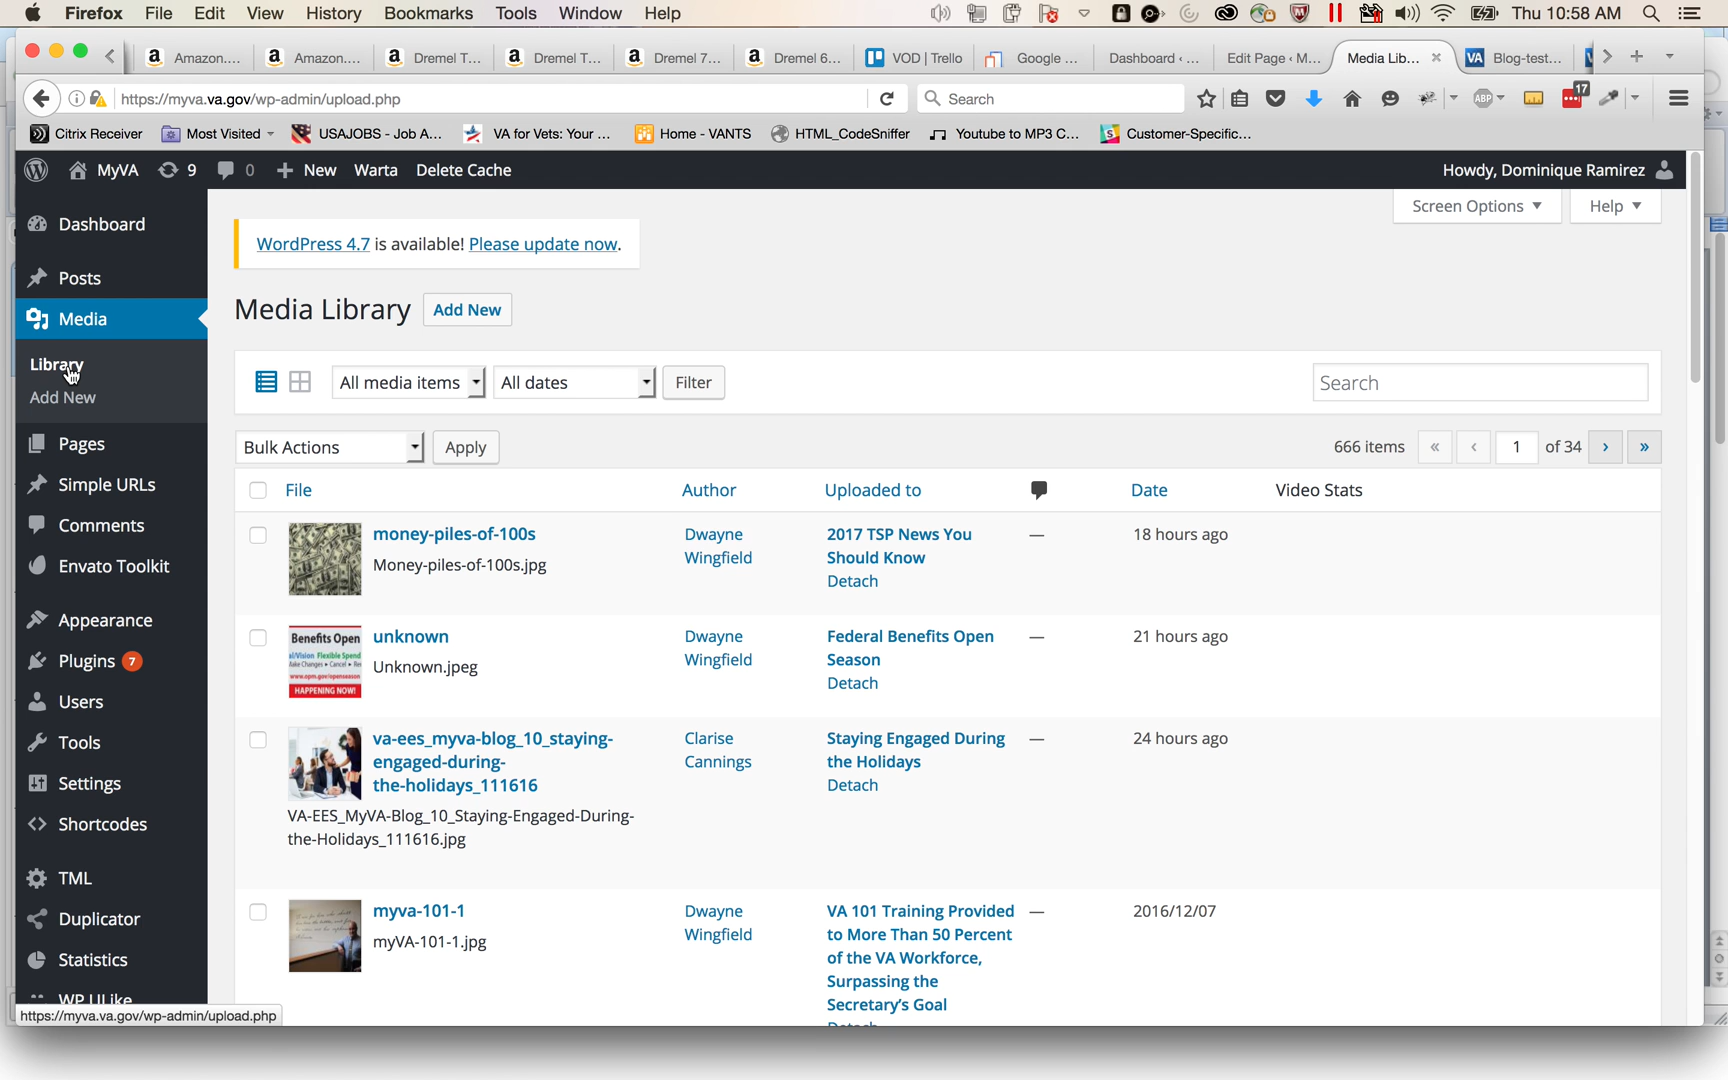 Firefox File Edit View History Bookmarks Tools Window Help Thu 10:58 AM
Amazon.... Amazon.... Dremel T... Dremel T... Dremel 7... Dremel 6... VOD | Trello Google ... Dashboard ‹ ... Edit Page ‹ M... Media Lib... Blog-test...
https://myva.va.gov/wp-admin/upload.php Search ABP 17
Citrix Receiver Most Visited USAJOBS - Job A... VA for Vets: Your ... Home - VANTS HTML_CodeSniffer Youtube to MP3 C... Customer-Specific...
MyVA 9 0 New Warta Delete Cache Howdy, Dominique Ramirez
Dashboard
Posts
Media
Library
Add New
Pages
Simple URLs
Comments
Envato Toolkit
Appearance
Plugins 7
Users
Tools
Settings
Shortcodes
TML
Duplicator
Statistics
WP ULike
https://myva.va.gov/wp-admin/upload.php
Screen Options Help
WordPress 4.7 is available! Please update now.
Media Library Add New
All media items All dates Filter Search
Bulk Actions Apply 666 items « ‹ 1 of 34 › »
File Author Uploaded to Date Video Stats
money-piles-of-100s
Money-piles-of-100s.jpg
Dwayne
Wingfield
2017 TSP News You
Should Know
Detach
—
18 hours ago
Benefits Open
www.opm.gov/openseason
HAPPENING NOW!
unknown
Unknown.jpeg
Dwayne
Wingfield
Federal Benefits Open
Season
Detach
—
21 hours ago
va-ees_myva-blog_10_staying-
engaged-during-
the-holidays_111616
VA-EES_MyVA-Blog_10_Staying-Engaged-During-
the-Holidays_111616.jpg
Clarise
Cannings
Staying Engaged During
the Holidays
Detach
—
24 hours ago
myva-101-1
myVA-101-1.jpg
Dwayne
Wingfield
VA 101 Training Provided
to More Than 50 Percent
of the VA Workforce,
Surpassing the
Secretary's Goal
Detach
—
2016/12/07